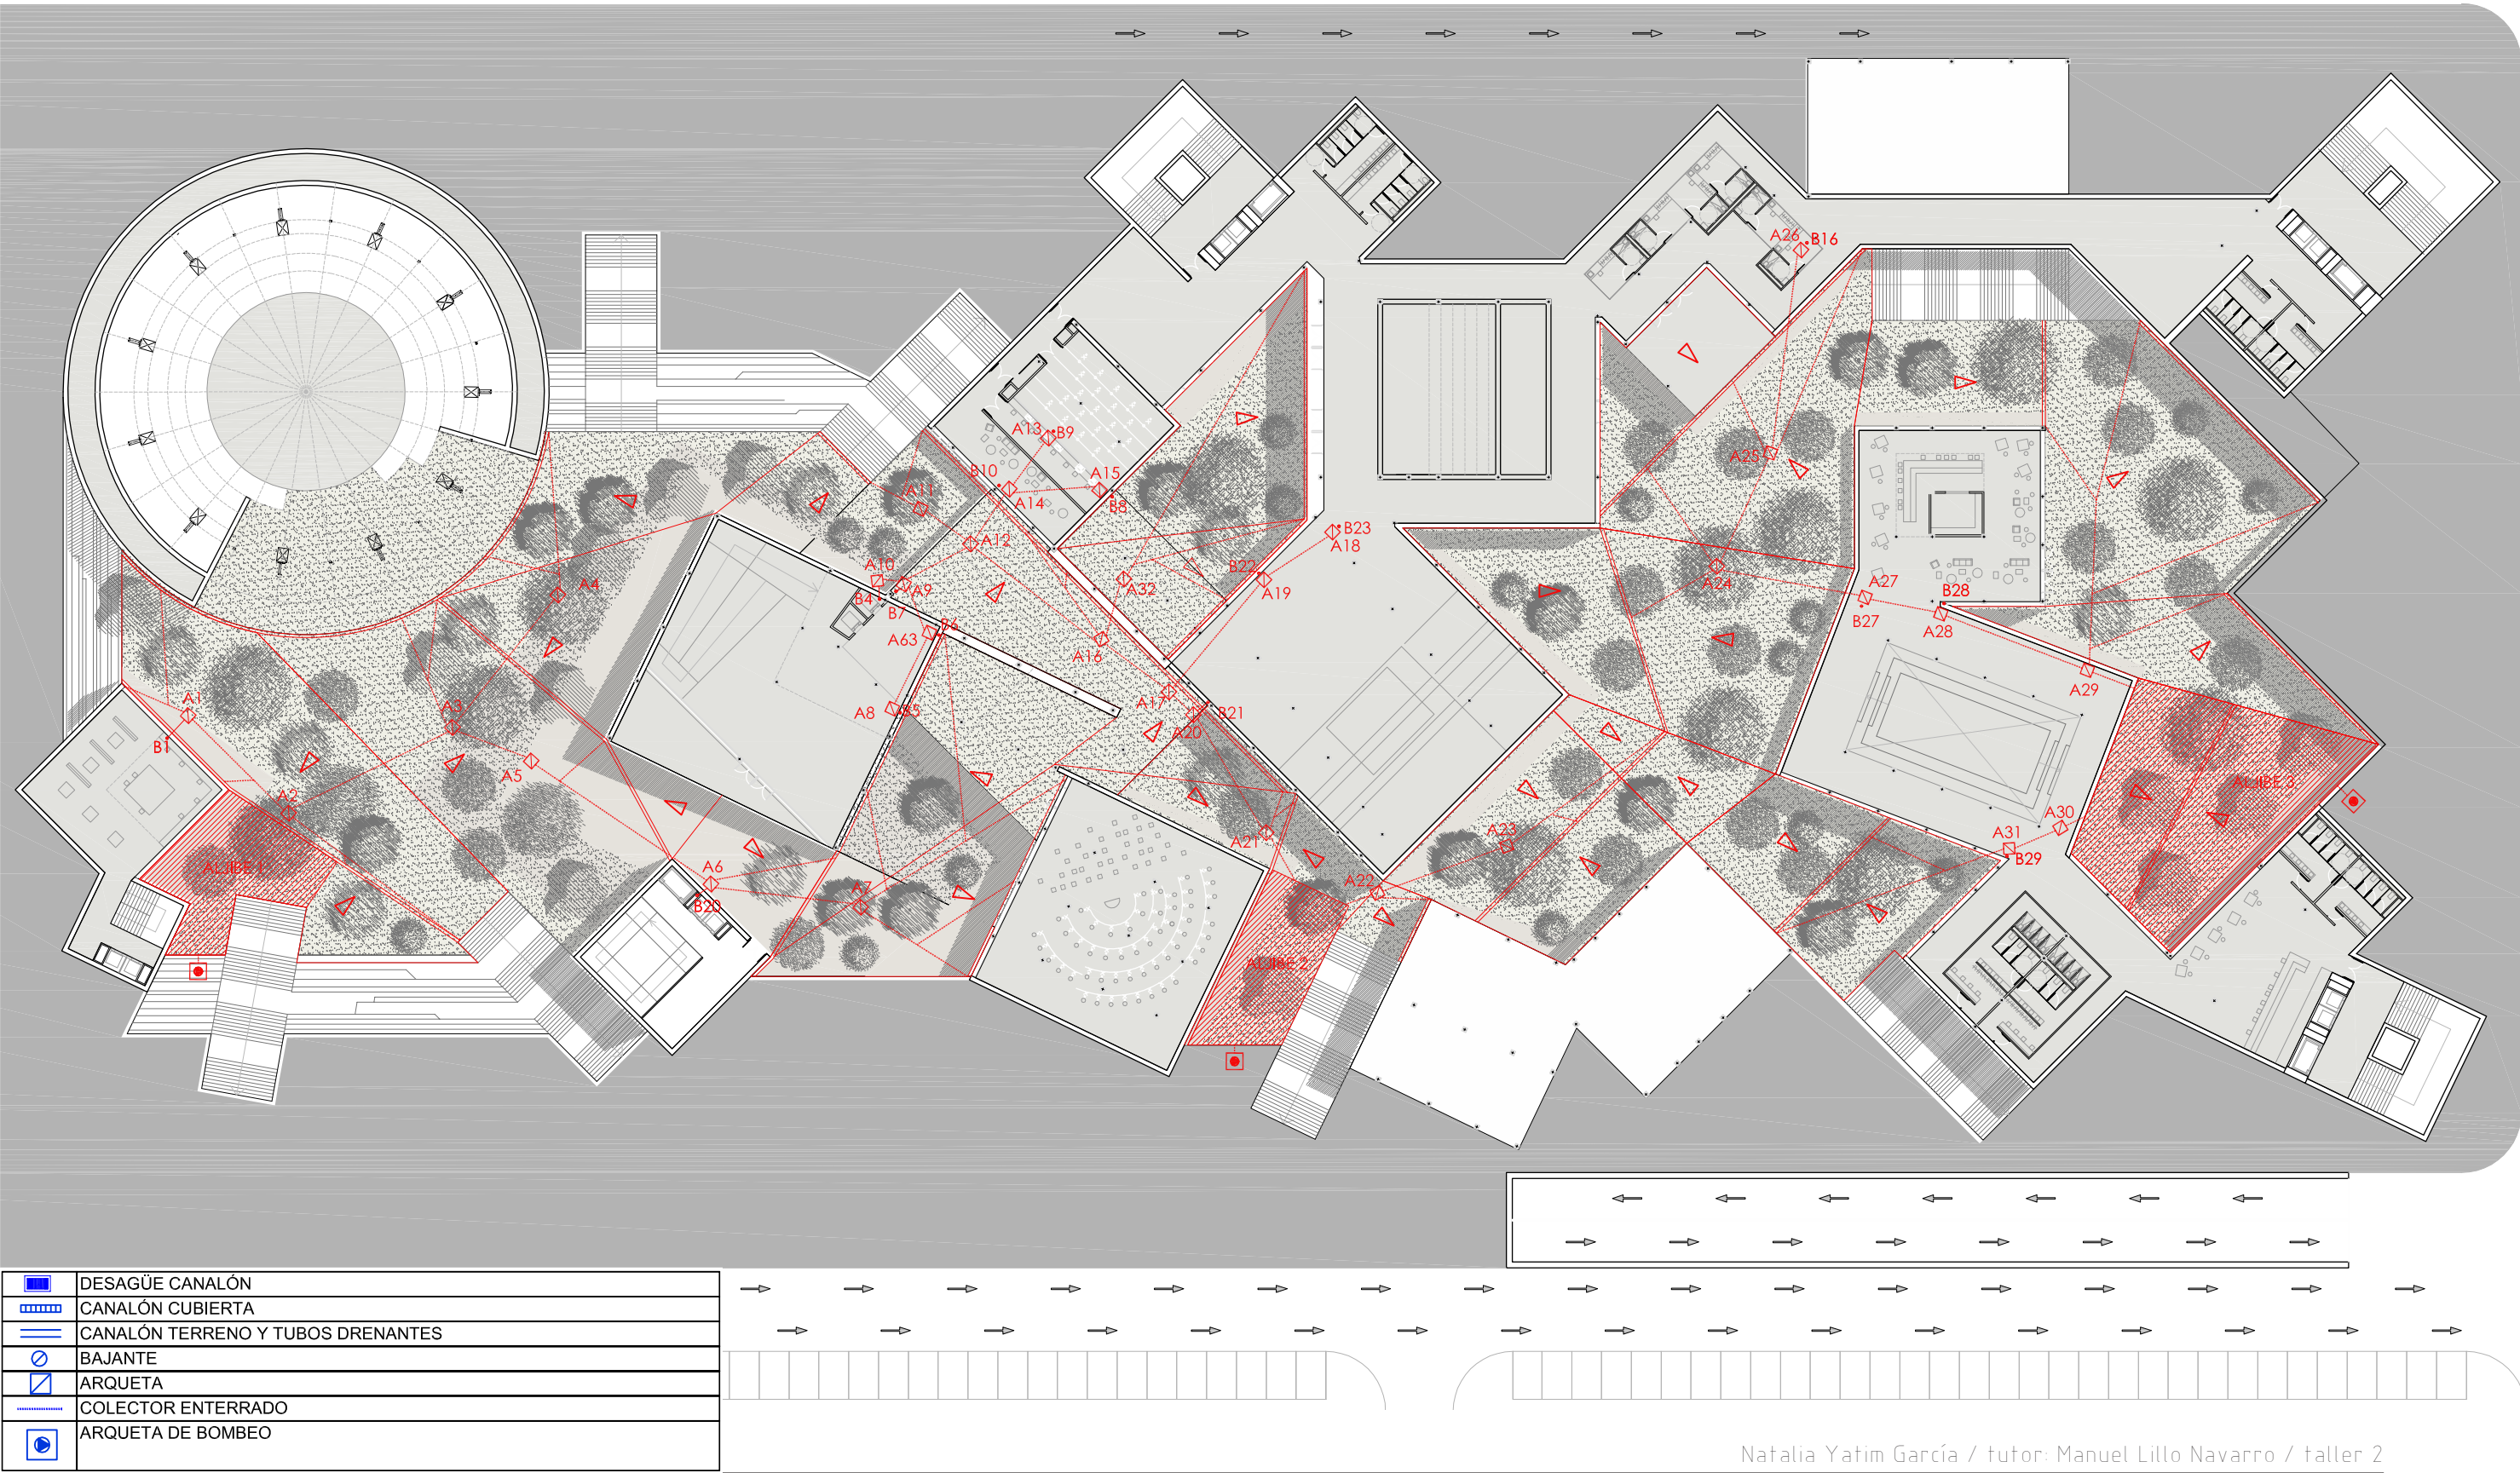 A26 B16
A13 B9
B10
A15
A25
A11
A14
B8
B23
A12
A18
A10
B22
A4
A32
A9
A19
A24
A27
B28
B4
B7
B27
B6
A28
A63
A16
A29
A1
A17
A3
A8
B5
B21
B1
A20
A5
ALJIBE 3
A2
A30
A23
A31
A21
ALJIBE 1
A6
B29
A7
A22
B20
ALJIBE 2
DESAGÜE CANALÓN
CANALÓN CUBIERTA
CANALÓN TERRENO Y TUBOS DRENANTES
BAJANTE
ARQUETA
COLECTOR ENTERRADO
ARQUETA DE BOMBEO
Natalia Yatim García / tutor: Manuel Lillo Navarro / taller 2